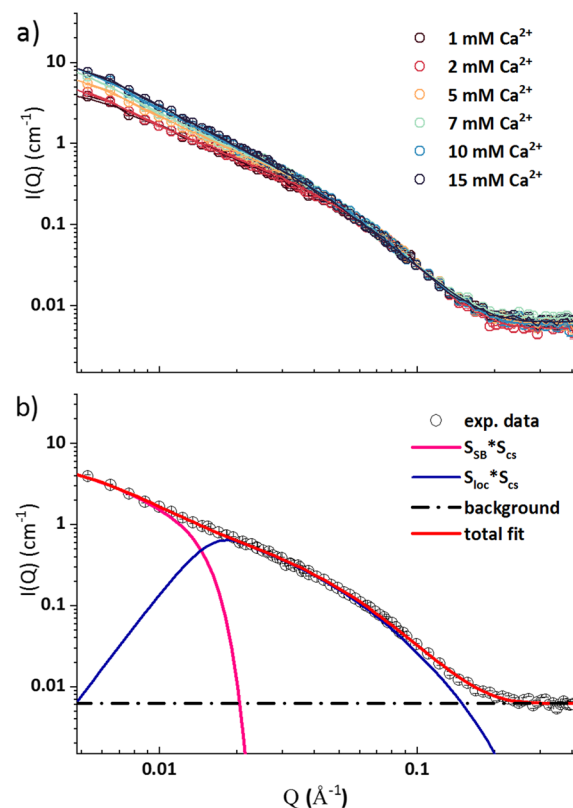 a)
10
1
0.1
0.01
I(Q) (cm⁻¹)
1 mM Ca²⁺
2 mM Ca²⁺
5 mM Ca²⁺
7 mM Ca²⁺
10 mM Ca²⁺
15 mM Ca²⁺
b)
10
1
0.1
0.01
0.001
I(Q) (cm⁻¹)
exp. data
S_SB*S_cs
S_loc*S_cs
background
total fit
0.01 0.1
Q (Å⁻¹)